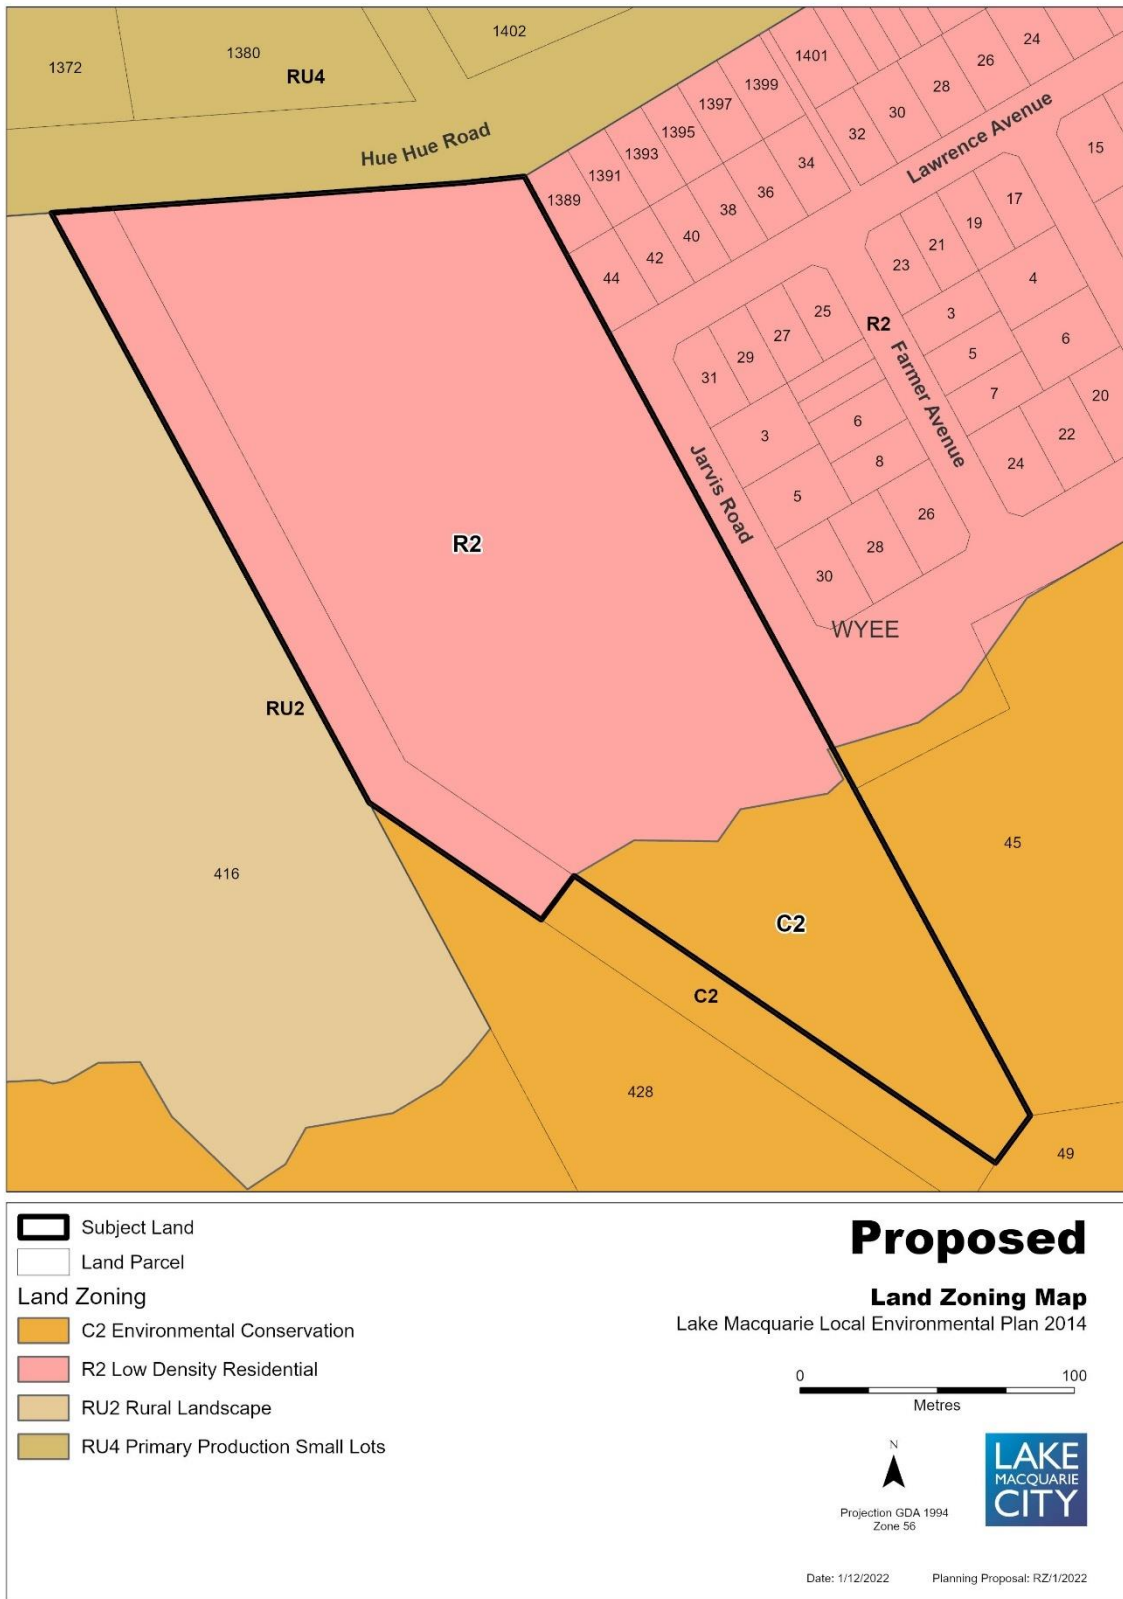 1402
1380
1372
RU4
Hue Hue Road
1401
24
26
28
30
32
1399
1397
1395
1393
1391
1389
34
36
38
40
42
44
Lawrence Avenue
15
17
19
21
23
4
3
5
6
7
20
22
24
Farmer Avenue
R2
25
27
29
31
3
6
8
5
26
28
30
Jarvis Road
WYEE
R2
RU2
416
45
C2
C2
428
49
Subject Land
Land Parcel
Land Zoning
C2 Environmental Conservation
R2 Low Density Residential
RU2 Rural Landscape
RU4 Primary Production Small Lots
Proposed
Land Zoning Map
Lake Macquarie Local Environmental Plan 2014
0 100
Metres
N
Projection GDA 1994
Zone 56
LAKE
MACQUARIE
CITY
Date: 1/12/2022 Planning Proposal: RZ/1/2022